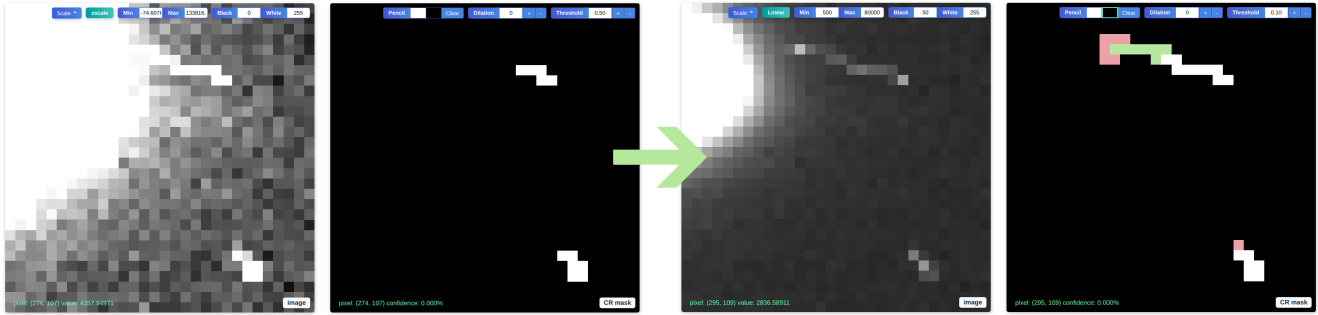 Scale zscale Min -74.6071 Max 133816. Black 0 White 255
pixel: (274, 107) value: 4357.94971
image
Pencil Clear Dilation 0 + - Threshold 0.50 + -
pixel: (274, 107) confidence: 0.000%
CR mask
Scale Linear Min 500 Max 80000 Black 50 White 255
pixel: (295, 109) value: 2836.58911
image
Pencil Clear Dilation 0 + - Threshold 0.10 + -
pixel: (295, 109) confidence: 0.000%
CR mask